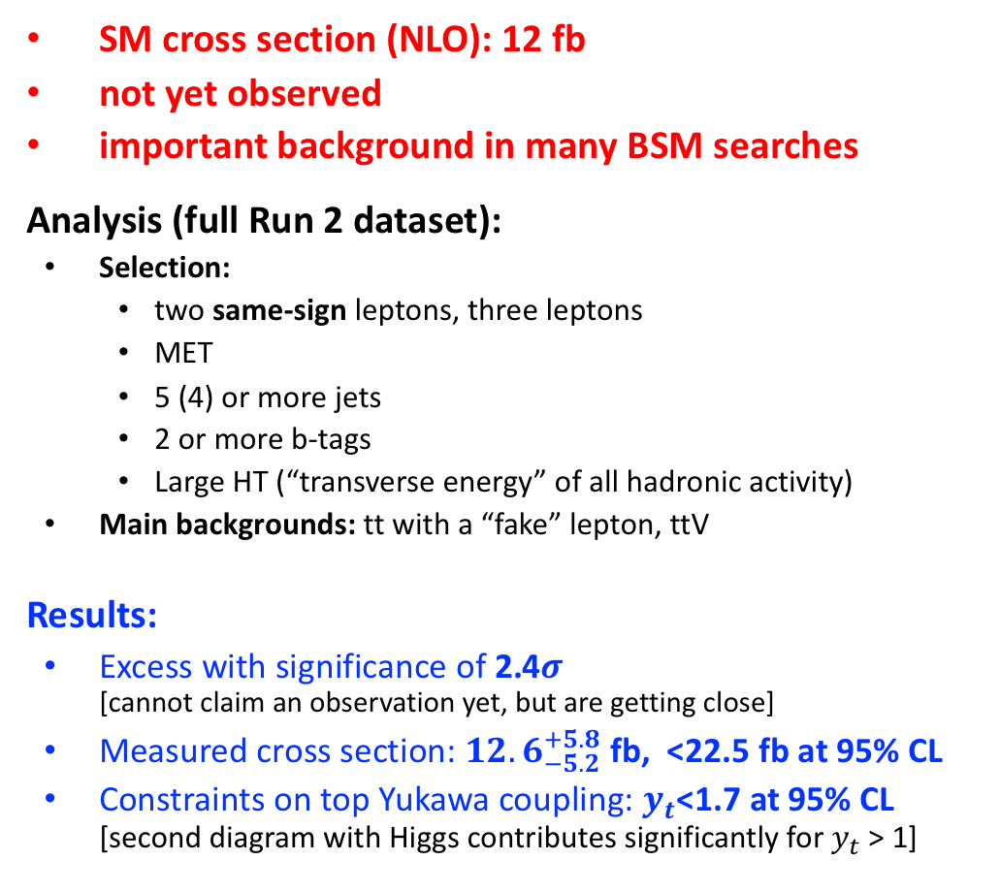 • SM cross section (NLO): 12 fb
• not yet observed
• important background in many BSM searches
Analysis (full Run 2 dataset):
• Selection:
• two same-sign leptons, three leptons
• MET
• 5 (4) or more jets
• 2 or more b-tags
• Large HT (“transverse energy” of all hadronic activity)
• Main backgrounds: tt with a “fake” lepton, ttV
Results:
• Excess with significance of 2.4σ
[cannot claim an observation yet, but are getting close]
• Measured cross section: 12.6^{+5.8}_{−5.2} fb, <22.5 fb at 95% CL
• Constraints on top Yukawa coupling: y_t<1.7 at 95% CL
[second diagram with Higgs contributes significantly for y_t > 1]